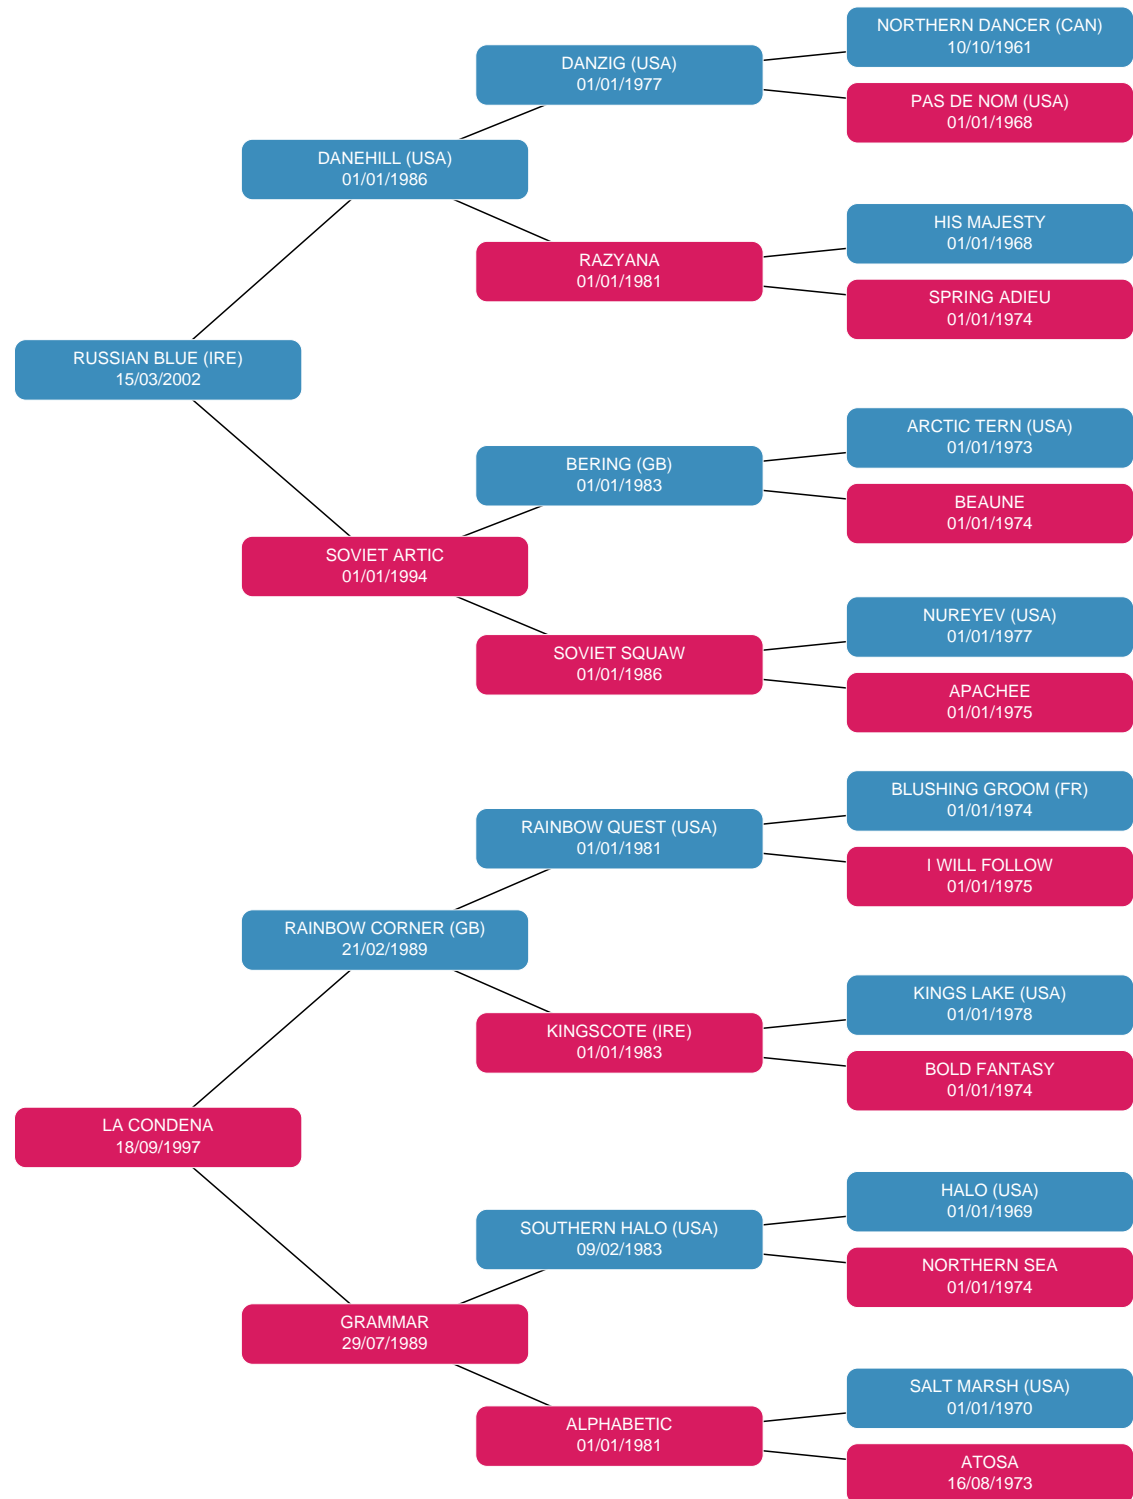 NORTHERN DANCER (CAN)
10/10/1961
DANZIG (USA)
01/01/1977
PAS DE NOM (USA)
01/01/1968
DANEHILL (USA)
01/01/1986
HIS MAJESTY
01/01/1968
RAZYANA
01/01/1981
SPRING ADIEU
01/01/1974
RUSSIAN BLUE (IRE)
15/03/2002
ARCTIC TERN (USA)
01/01/1973
BERING (GB)
01/01/1983
BEAUNE
01/01/1974
SOVIET ARTIC
01/01/1994
NUREYEV (USA)
01/01/1977
SOVIET SQUAW
01/01/1986
APACHEE
01/01/1975
BLUSHING GROOM (FR)
01/01/1974
RAINBOW QUEST (USA)
01/01/1981
I WILL FOLLOW
01/01/1975
RAINBOW CORNER (GB)
21/02/1989
KINGS LAKE (USA)
01/01/1978
KINGSCOTE (IRE)
01/01/1983
BOLD FANTASY
01/01/1974
LA CONDENA
18/09/1997
HALO (USA)
01/01/1969
SOUTHERN HALO (USA)
09/02/1983
NORTHERN SEA
01/01/1974
GRAMMAR
29/07/1989
SALT MARSH (USA)
01/01/1970
ALPHABETIC
01/01/1981
ATOSA
16/08/1973